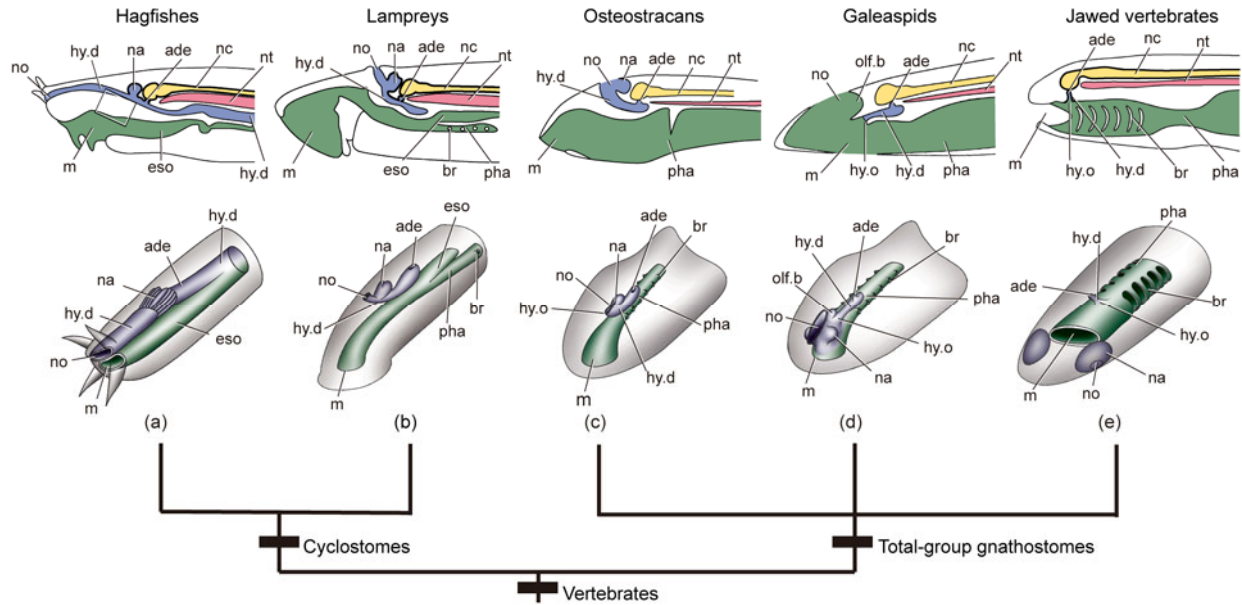 Hagfishes
Lampreys
Osteostracans
Galeaspids
Jawed vertebrates
no
hy.d
na
ade
nc
nt
m
eso
hy.d
hy.d
no
na
ade
nc
nt
m
eso
br
pha
hy.d
no
na
ade
nc
nt
m
pha
no
olf.b
ade
nc
nt
m
hy.o
hy.d
pha
ade
nc
nt
m
hy.o
hy.d
br
pha
hy.d
ade
na
hy.d
no
m
eso
eso
ade
na
no
hy.d
m
pha
br
br
ade
na
no
hy.o
m
hy.d
pha
br
ade
hy.d
olf.b
no
m
na
hy.o
pha
pha
hy.d
ade
br
hy.o
na
no
m
(a)
(b)
(c)
(d)
(e)
Cyclostomes
Total-group gnathostomes
Vertebrates